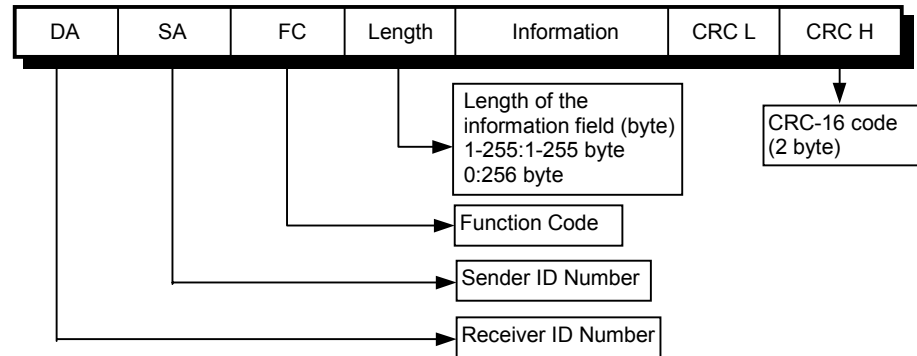 DA SA FC Length Information CRC L CRC H
Length of the
information field (byte)
1-255:1-255 byte
0:256 byte
CRC-16 code
(2 byte)
Function Code
Sender ID Number
Receiver ID Number